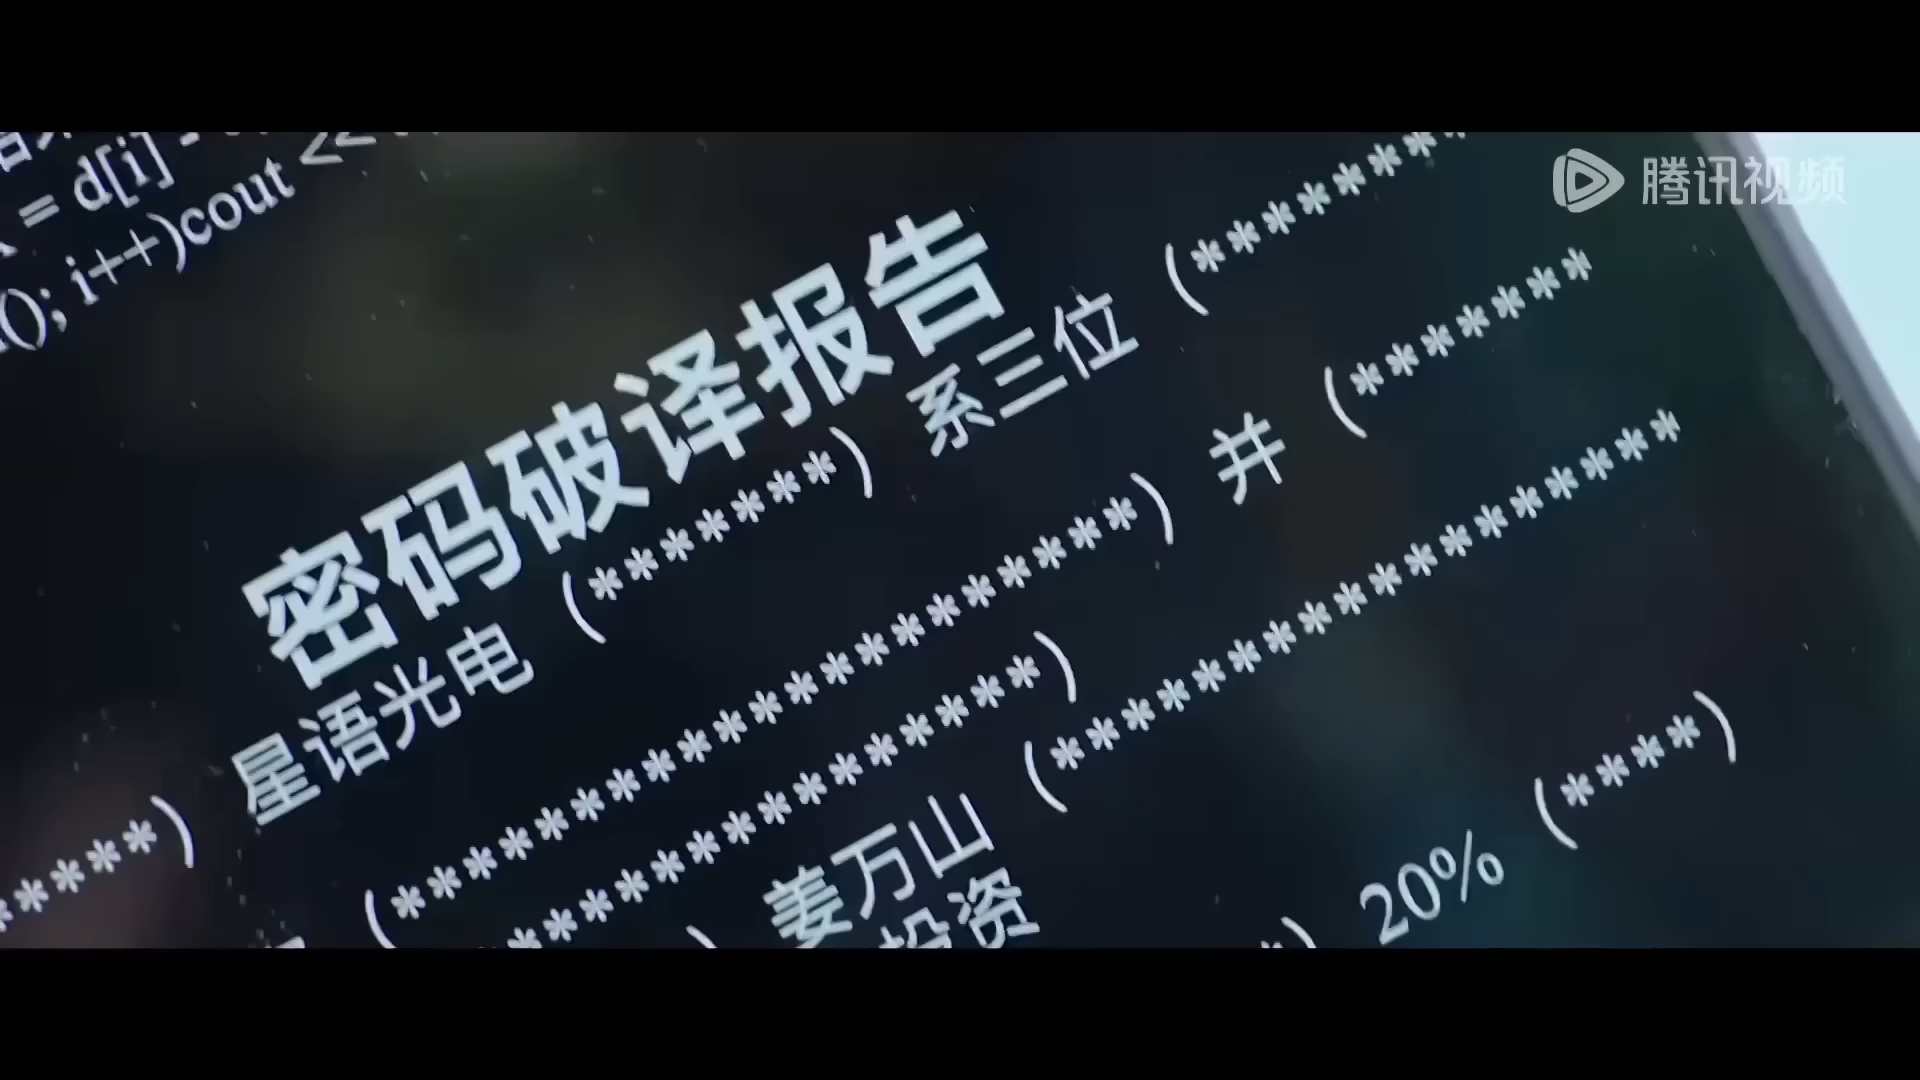 = d[i] -
(); i++)cout <<
密码破译报告
*****) 星语光电 (*******) 系三位 (********
(*********************) 并 (*******
***************)
) 姜万山 (******************
投资
*) 20% (****)
腾讯视频